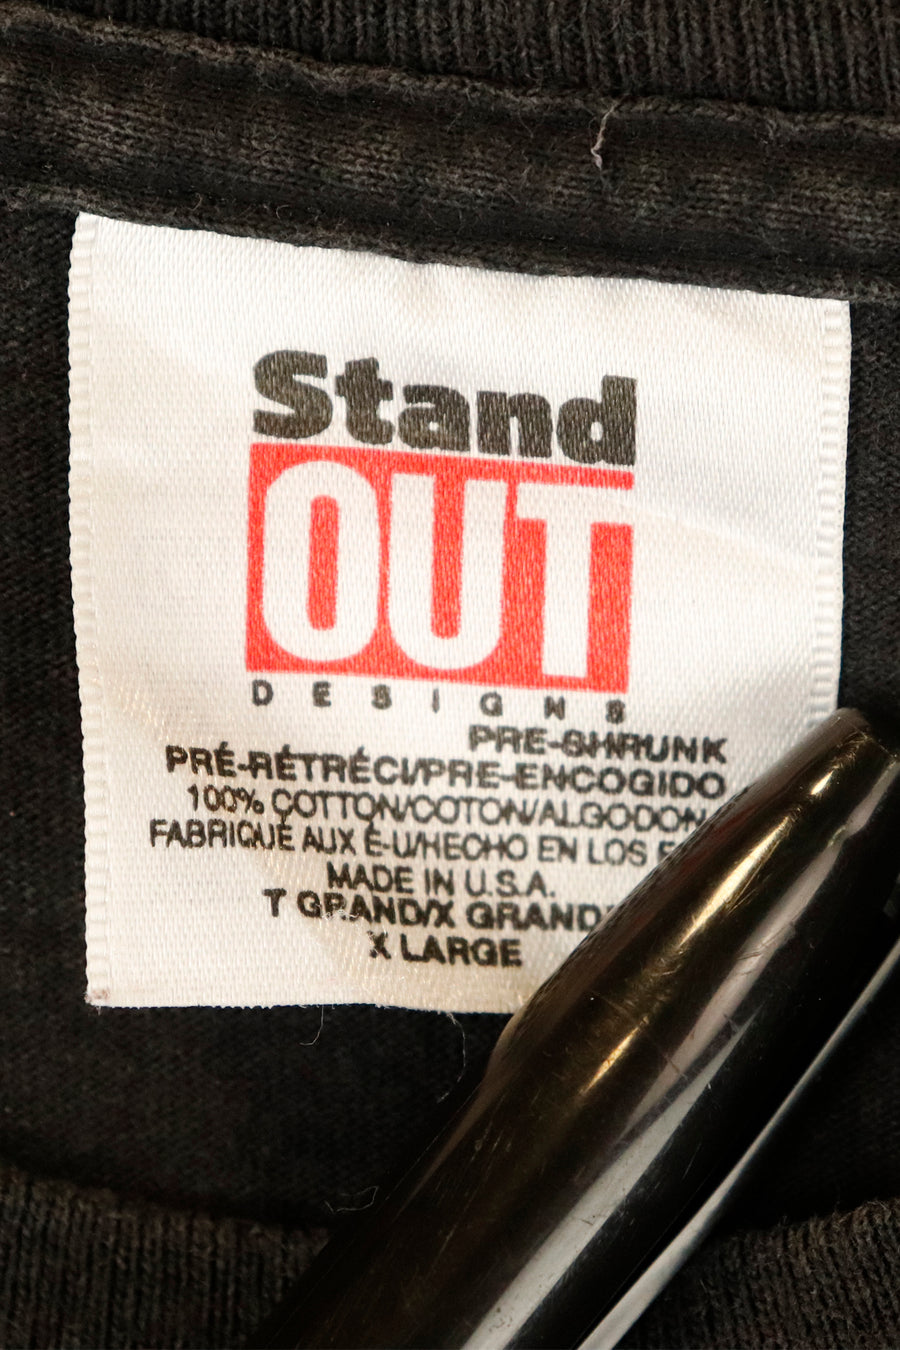 Stand
OUT
DESIGNS
PRE-SHRUNK
PRÉ-RÉTRÉCI/PRE-ENCOGIDO
100% COTTON/COTON/ALGODON
FABRIQUÉ AUX É-U/HECHO EN LOS
MADE IN U.S.A.
T GRAND/X GRANDE
X LARGE